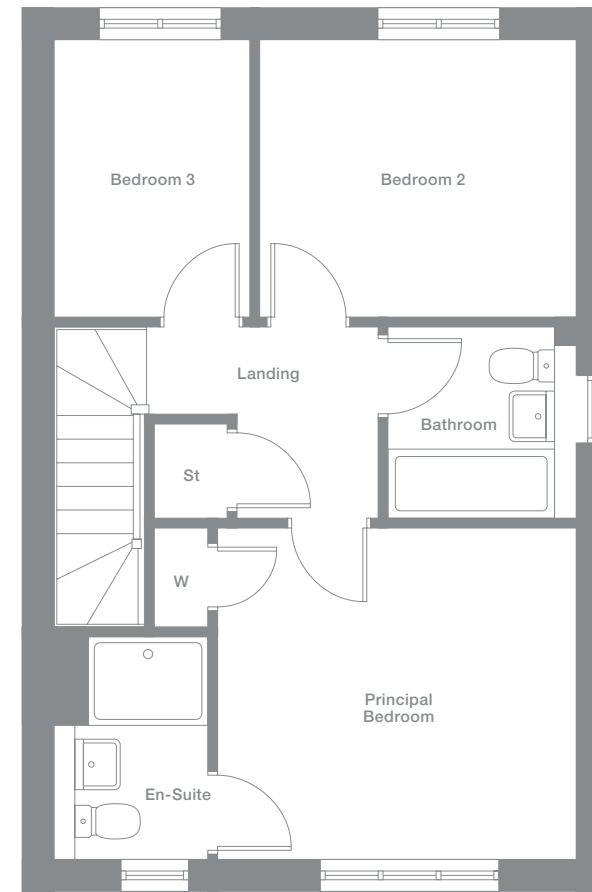 Bedroom 3
Bedroom 2
Landing
Bathroom
St
W
Principal
Bedroom
En-Suite